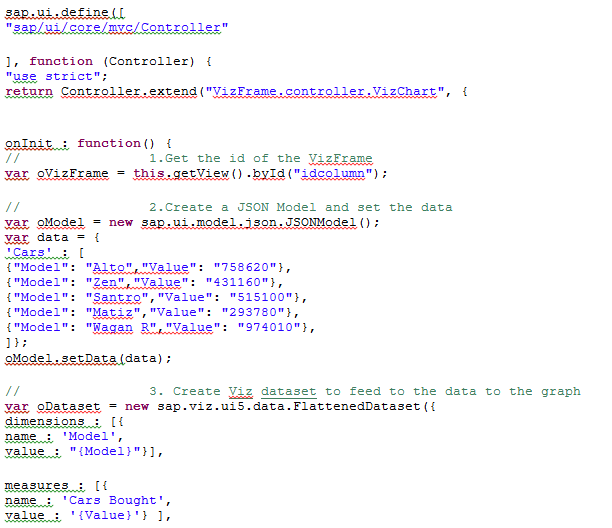 sap.ui.define([
"sap/ui/core/mvc/Controller"
], function (Controller) {
"use strict";
return Controller.extend("VizFrame.controller.VizChart", {
onInit : function() {
// 1.Get the id of the VizFrame
var oVizFrame = this.getView().byId("idcolumn");
// 2.Create a JSON Model and set the data
var oModel = new sap.ui.model.json.JSONModel();
var data = {
'Cars' : [
{"Model": "Alto","Value": "758620"},
{"Model": "Zen","Value": "431160"},
{"Model": "Santro","Value": "515100"},
{"Model": "Matiz","Value": "293780"},
{"Model": "Wagan R","Value": "974010"},
]};
oModel.setData(data);
// 3. Create Viz dataset to feed to the data to the graph
var oDataset = new sap.viz.ui5.data.FlattenedDataset({
dimensions : [{
name : 'Model',
value : "{Model}"}],
measures : [{
name : 'Cars Bought',
value : '{Value}'} ],